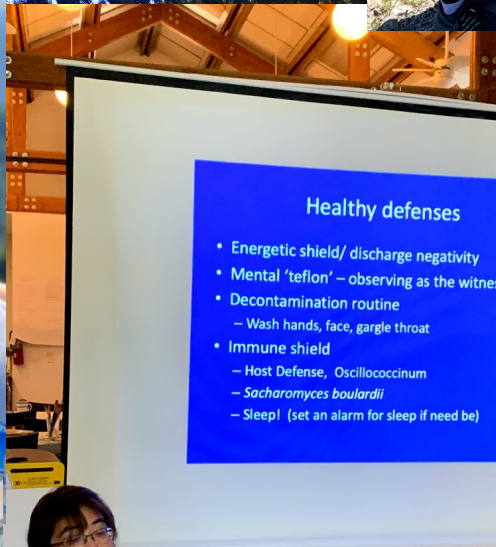 Healthy defenses
• Energetic shield/ discharge negativity
• Mental 'teflon' – observing as the
• Decontamination routine
– Wash hands, face, gargle throat
• Immune shield
– Host Defense, Oscillococcinum
– Sacharomyces boulardii
– Sleep! (set an alarm for sleep if need be)